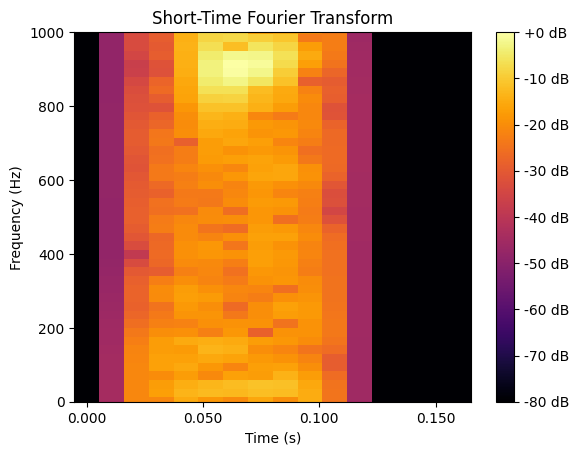 Short-Time Fourier Transform
1000
800
600
400
200
0
Frequency (Hz)
0.000
0.050
0.100
0.150
Time (s)
+0 dB
-10 dB
-20 dB
-30 dB
-40 dB
-50 dB
-60 dB
-70 dB
-80 dB